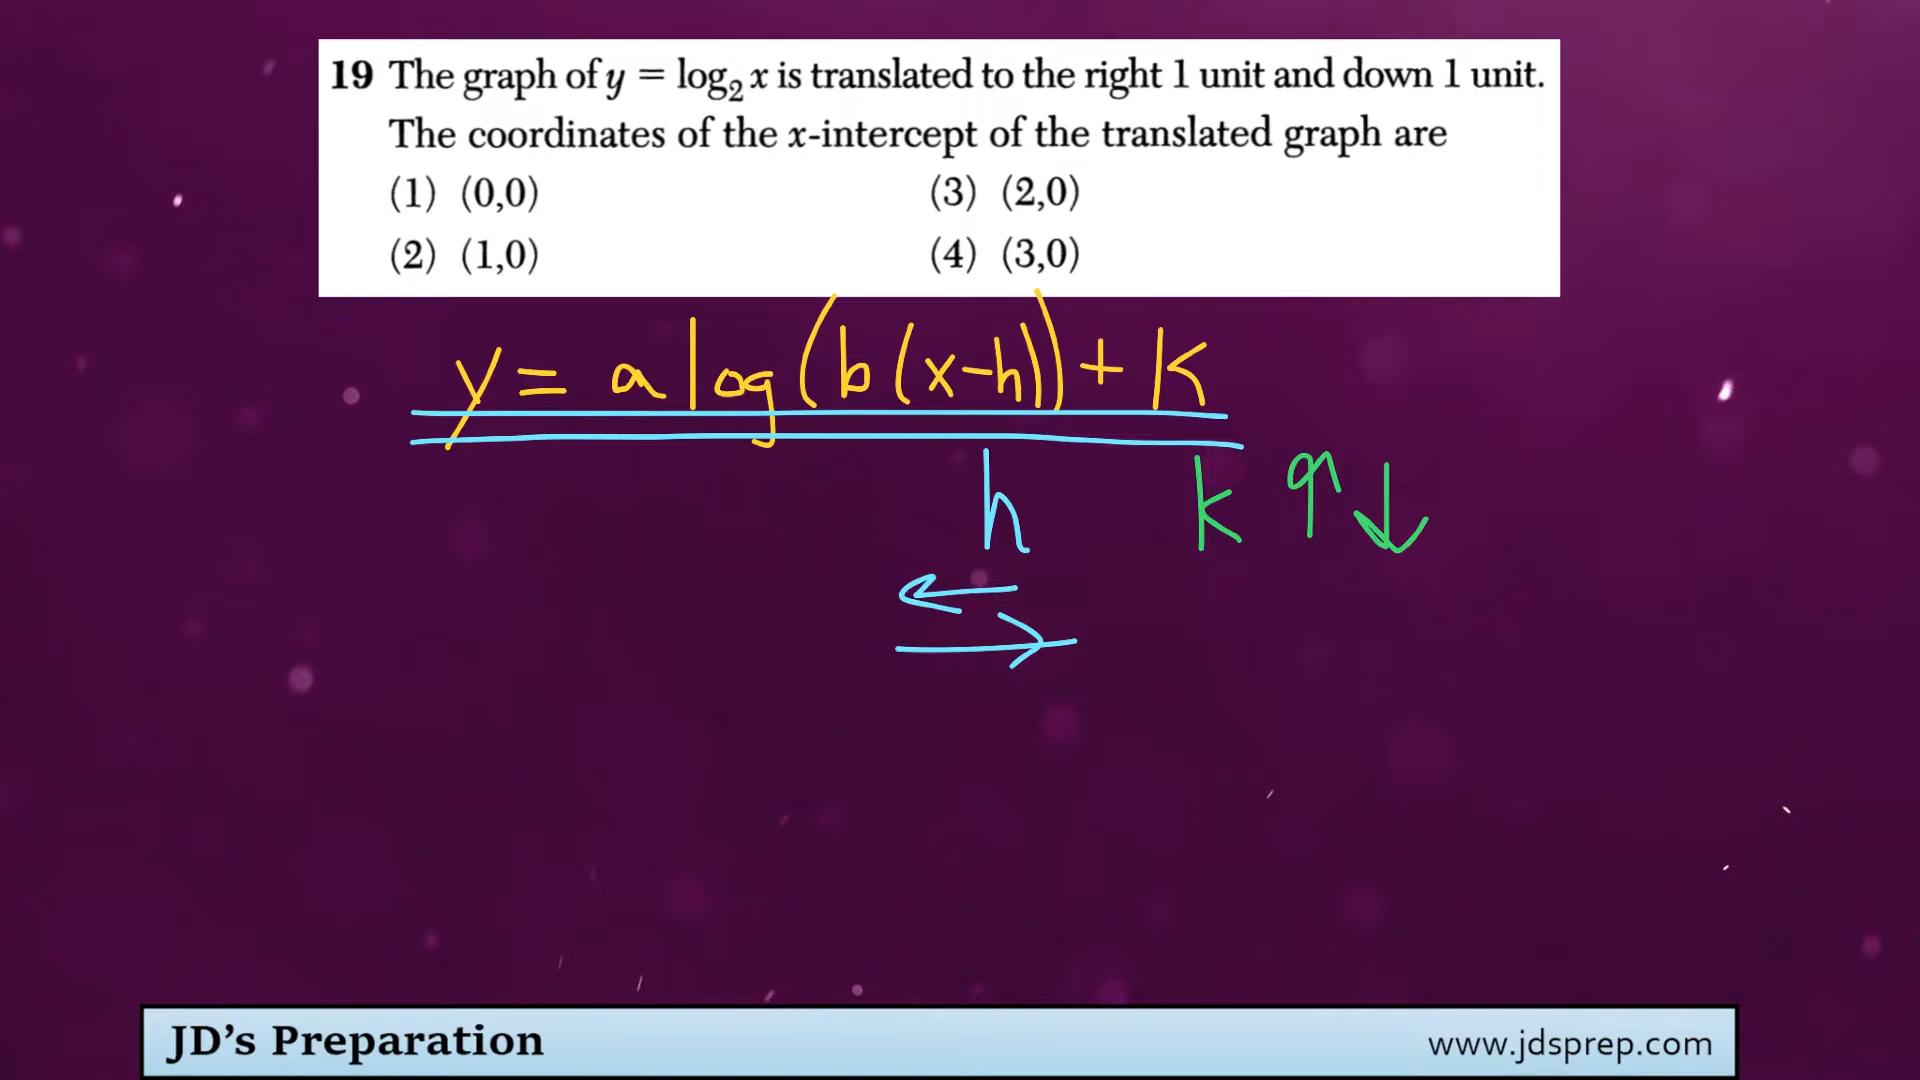 19 The graph of y = log₂ x is translated to the right 1 unit and down 1 unit.
The coordinates of the x-intercept of the translated graph are
(1) (0,0) (3) (2,0)
(2) (1,0) (4) (3,0)
y = a log(b(x-h)) + k
h k ↑ ↓
←
→
JD's Preparation www.jdsprep.com